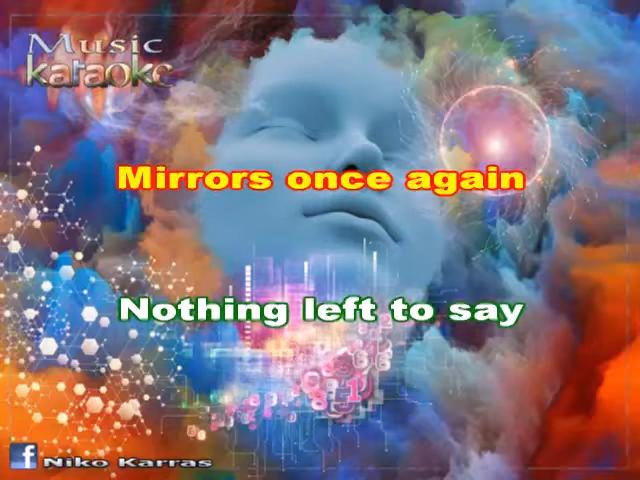 Music
karaoke
Mirrors once again
Nothing left to say
f Niko Karras